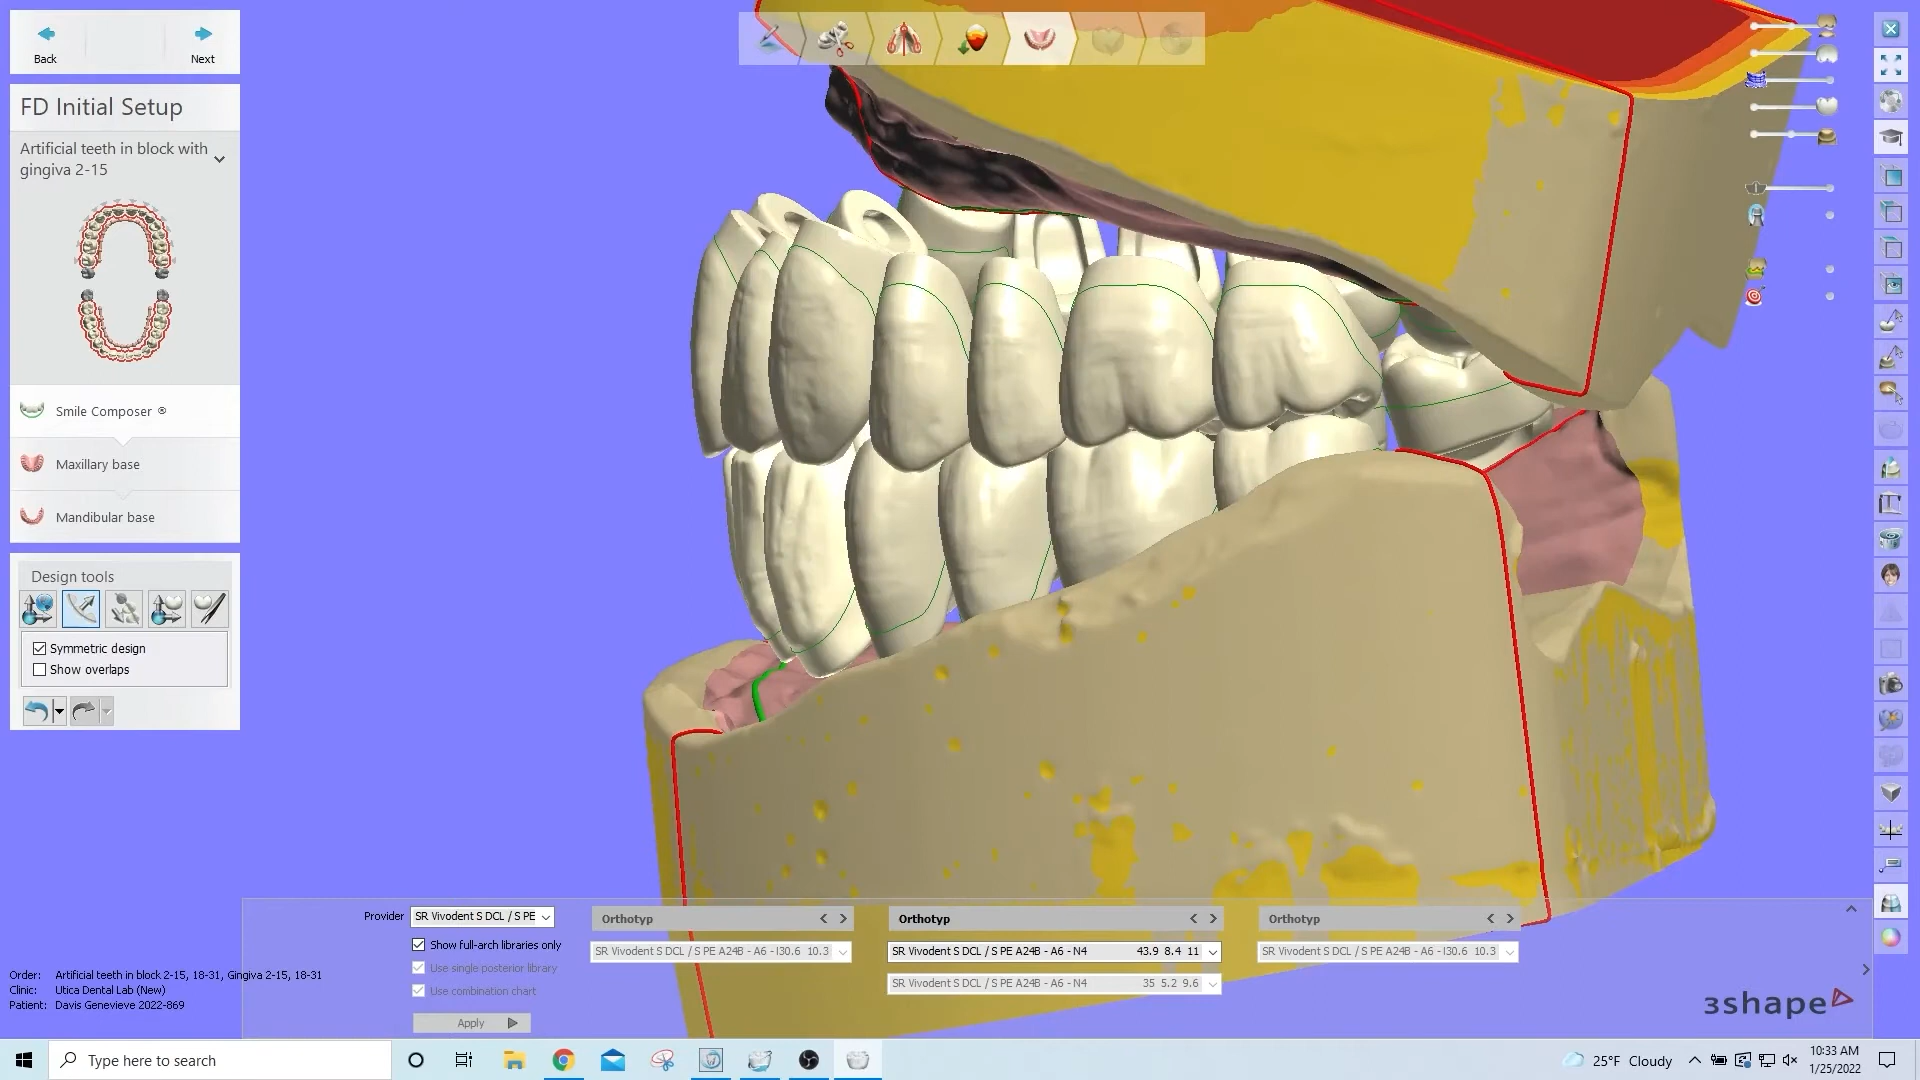 Back
Next
FD Initial Setup
Artificial teeth in block with
gingiva 2-15
Smile Composer ®
Maxillary base
Mandibular base
Design tools
Symmetric design
Show overlaps
Provider
SR Vivodent S DCL / S PE
Show full-arch libraries only
Use single posterior library
Use combination chart
Apply
Orthotyp
SR Vivodent S DCL / S PE A24B - A6 - I30.6 10.3
Orthotyp
SR Vivodent S DCL / S PE A24B - A6 - N4 43.9 8.4 11
SR Vivodent S DCL / S PE A24B - A6 - N4 35 5.2 9.6
Orthotyp
SR Vivodent S DCL / S PE A24B - A6 - I30.6 10.3
Order: Artificial teeth in block 2-15, 18-31, Gingiva 2-15, 18-31
Clinic: Utica Dental Lab (New)
Patient: Davis Genevieve 2022-869
3shape
Type here to search
25°F Cloudy
10:33 AM
1/25/2022